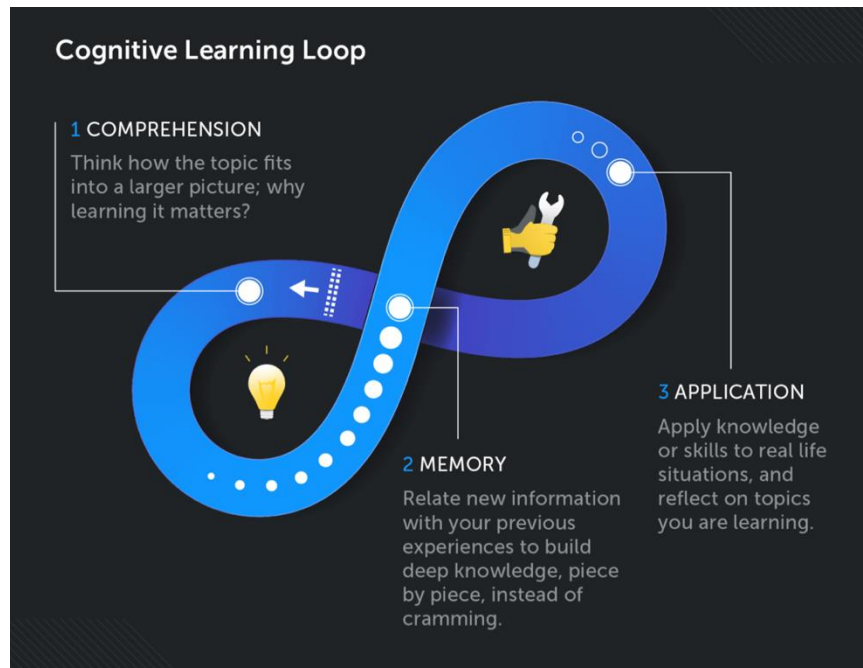 Cognitive Learning Loop
1 COMPREHENSION
Think how the topic fits
into a larger picture; why
learning it matters?
2 MEMORY
Relate new information
with your previous
experiences to build
deep knowledge, piece
by piece, instead of
cramming.
3 APPLICATION
Apply knowledge
or skills to real life
situations, and
reflect on topics
you are learning.